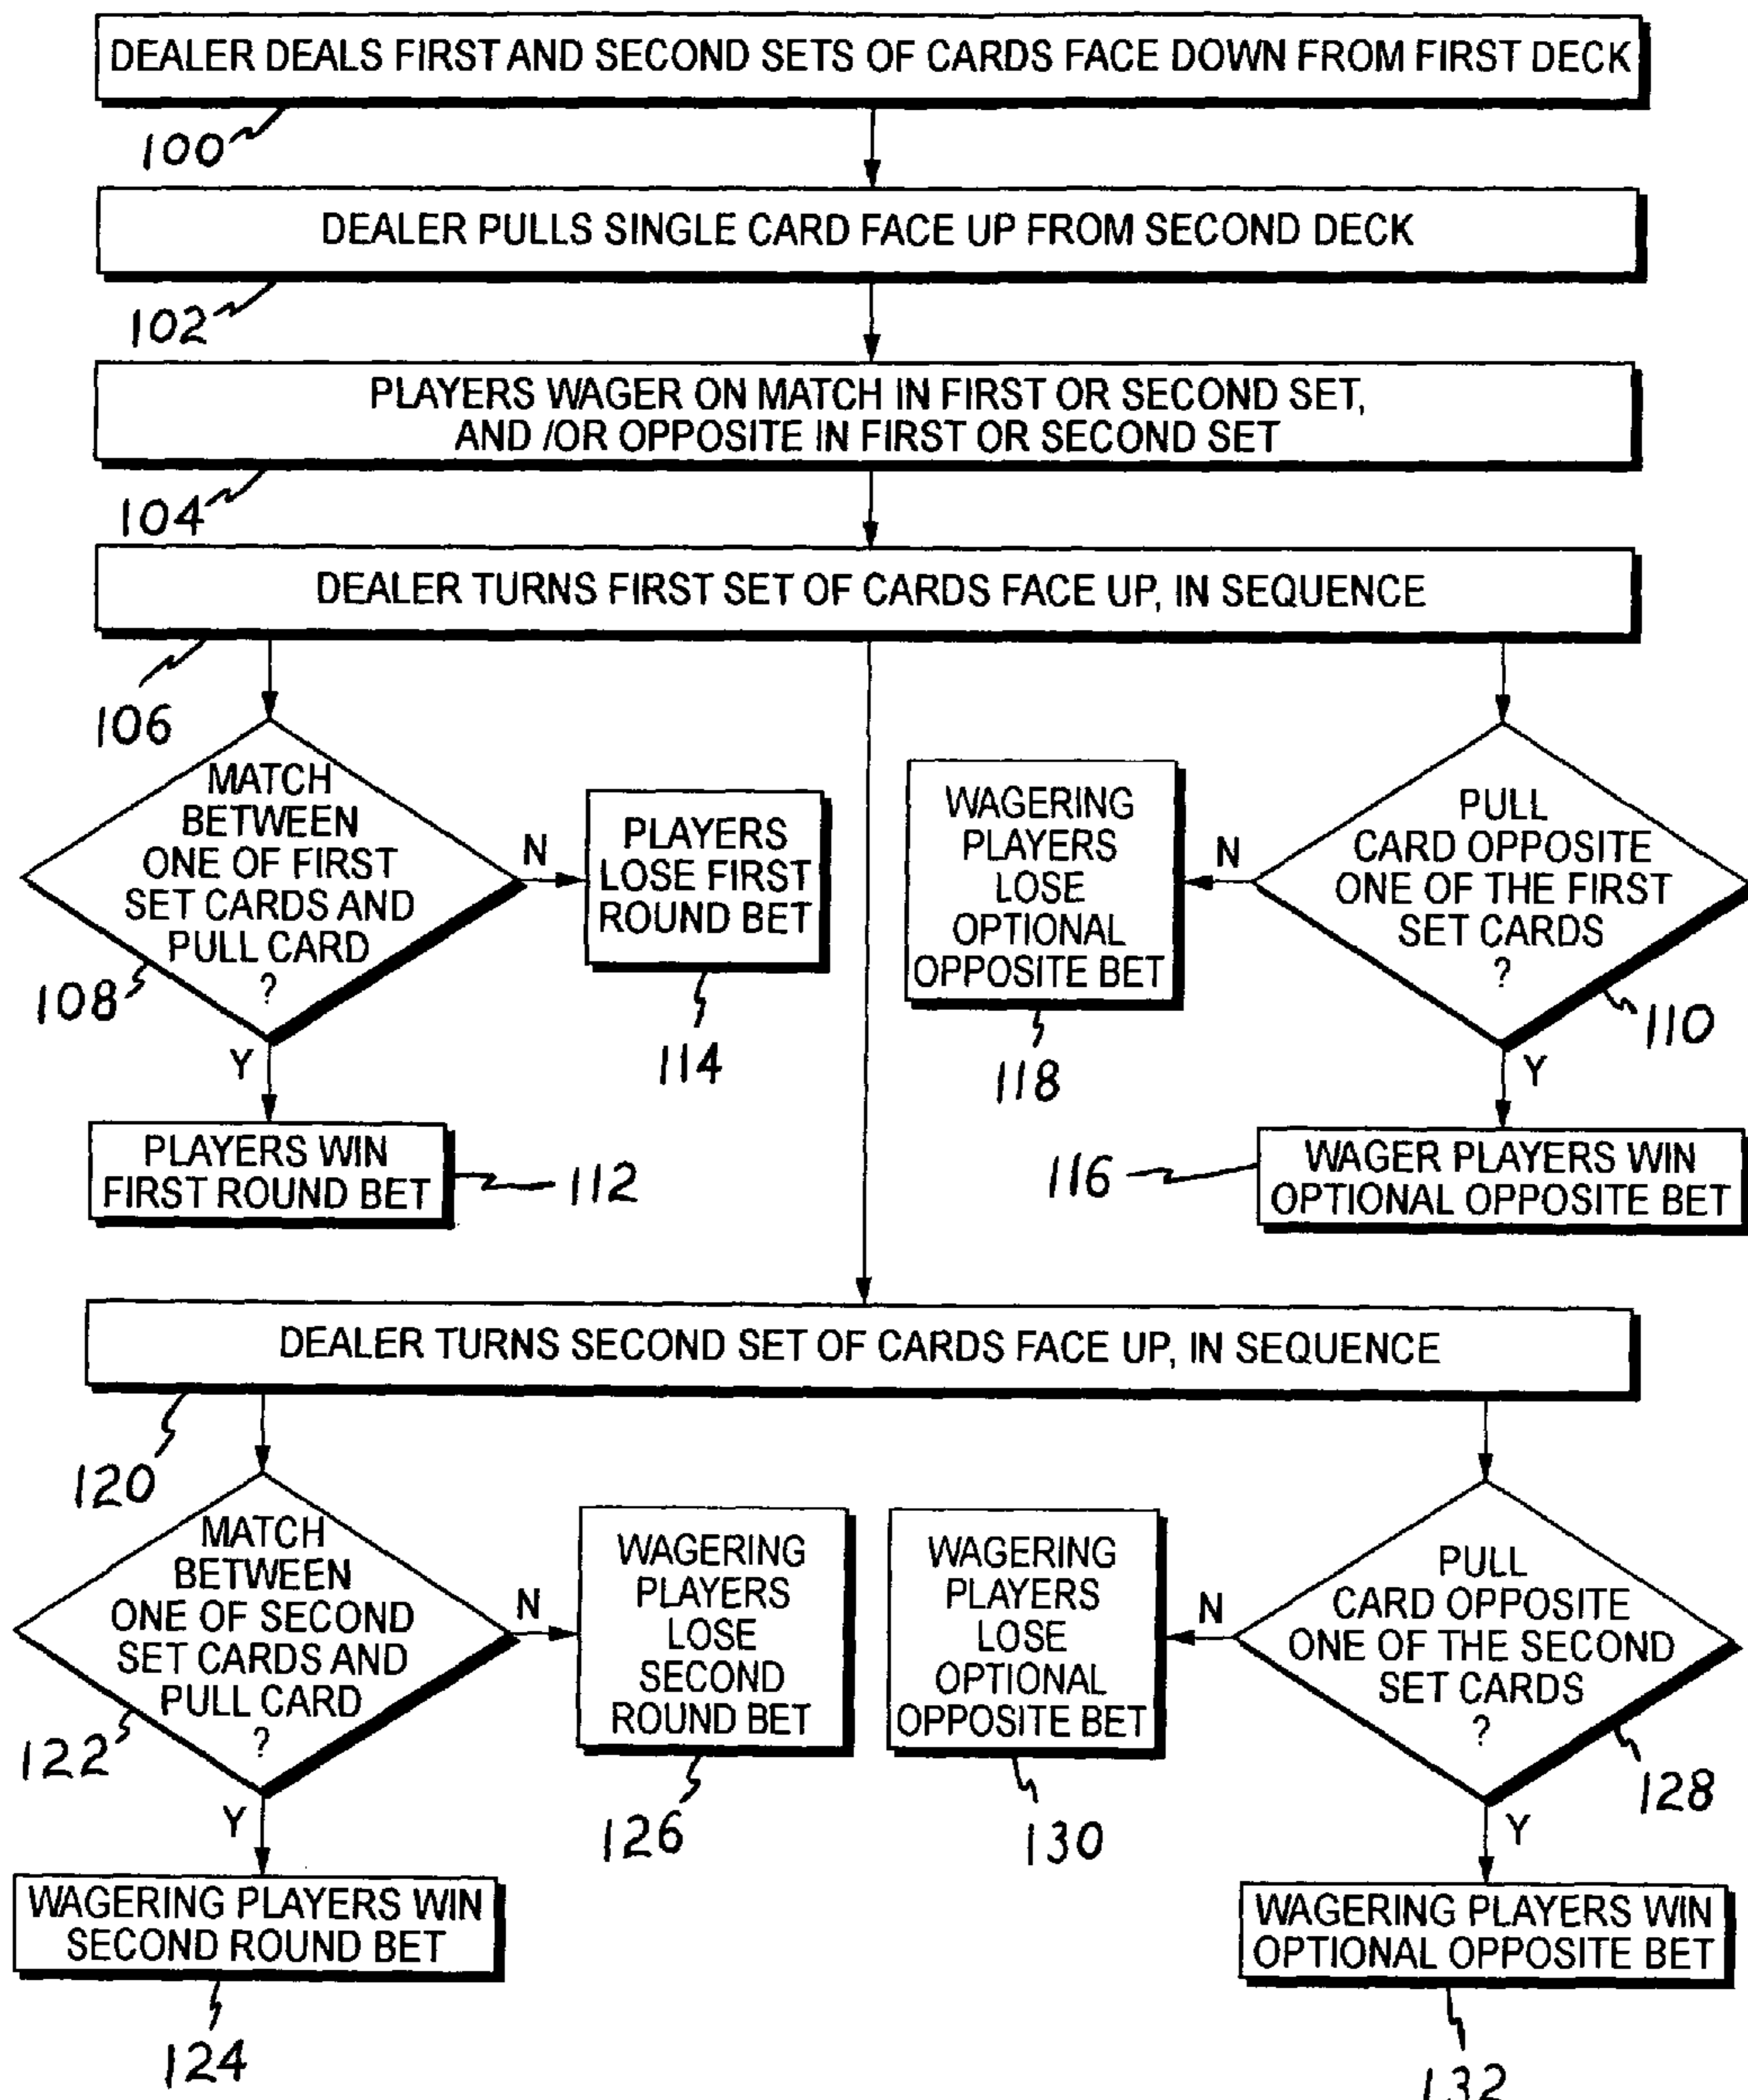 DEALER DEALS FIRST AND SECOND SETS OF CARDS FACE DOWN FROM FIRST DECK
100
DEALER PULLS SINGLE CARD FACE UP FROM SECOND DECK
102
PLAYERS WAGER ON MATCH IN FIRST OR SECOND SET,
AND /OR OPPOSITE IN FIRST OR SECOND SET
104
DEALER TURNS FIRST SET OF CARDS FACE UP, IN SEQUENCE
106
MATCH
BETWEEN
ONE OF FIRST
SET CARDS AND
PULL CARD
?
108
N
PLAYERS
LOSE FIRST
ROUND BET
114
Y
PLAYERS WIN
FIRST ROUND BET
112
PULL
CARD OPPOSITE
ONE OF THE FIRST
SET CARDS
?
110
N
WAGERING
PLAYERS
LOSE
OPTIONAL
OPPOSITE BET
118
Y
WAGER PLAYERS WIN
OPTIONAL OPPOSITE BET
116
DEALER TURNS SECOND SET OF CARDS FACE UP, IN SEQUENCE
120
MATCH
BETWEEN
ONE OF SECOND
SET CARDS AND
PULL CARD
?
122
N
WAGERING
PLAYERS
LOSE
SECOND
ROUND BET
126
Y
WAGERING PLAYERS WIN
SECOND ROUND BET
124
PULL
CARD OPPOSITE
ONE OF THE SECOND
SET CARDS
?
128
N
WAGERING
PLAYERS
LOSE
OPTIONAL
OPPOSITE BET
130
Y
WAGERING PLAYERS WIN
OPTIONAL OPPOSITE BET
132